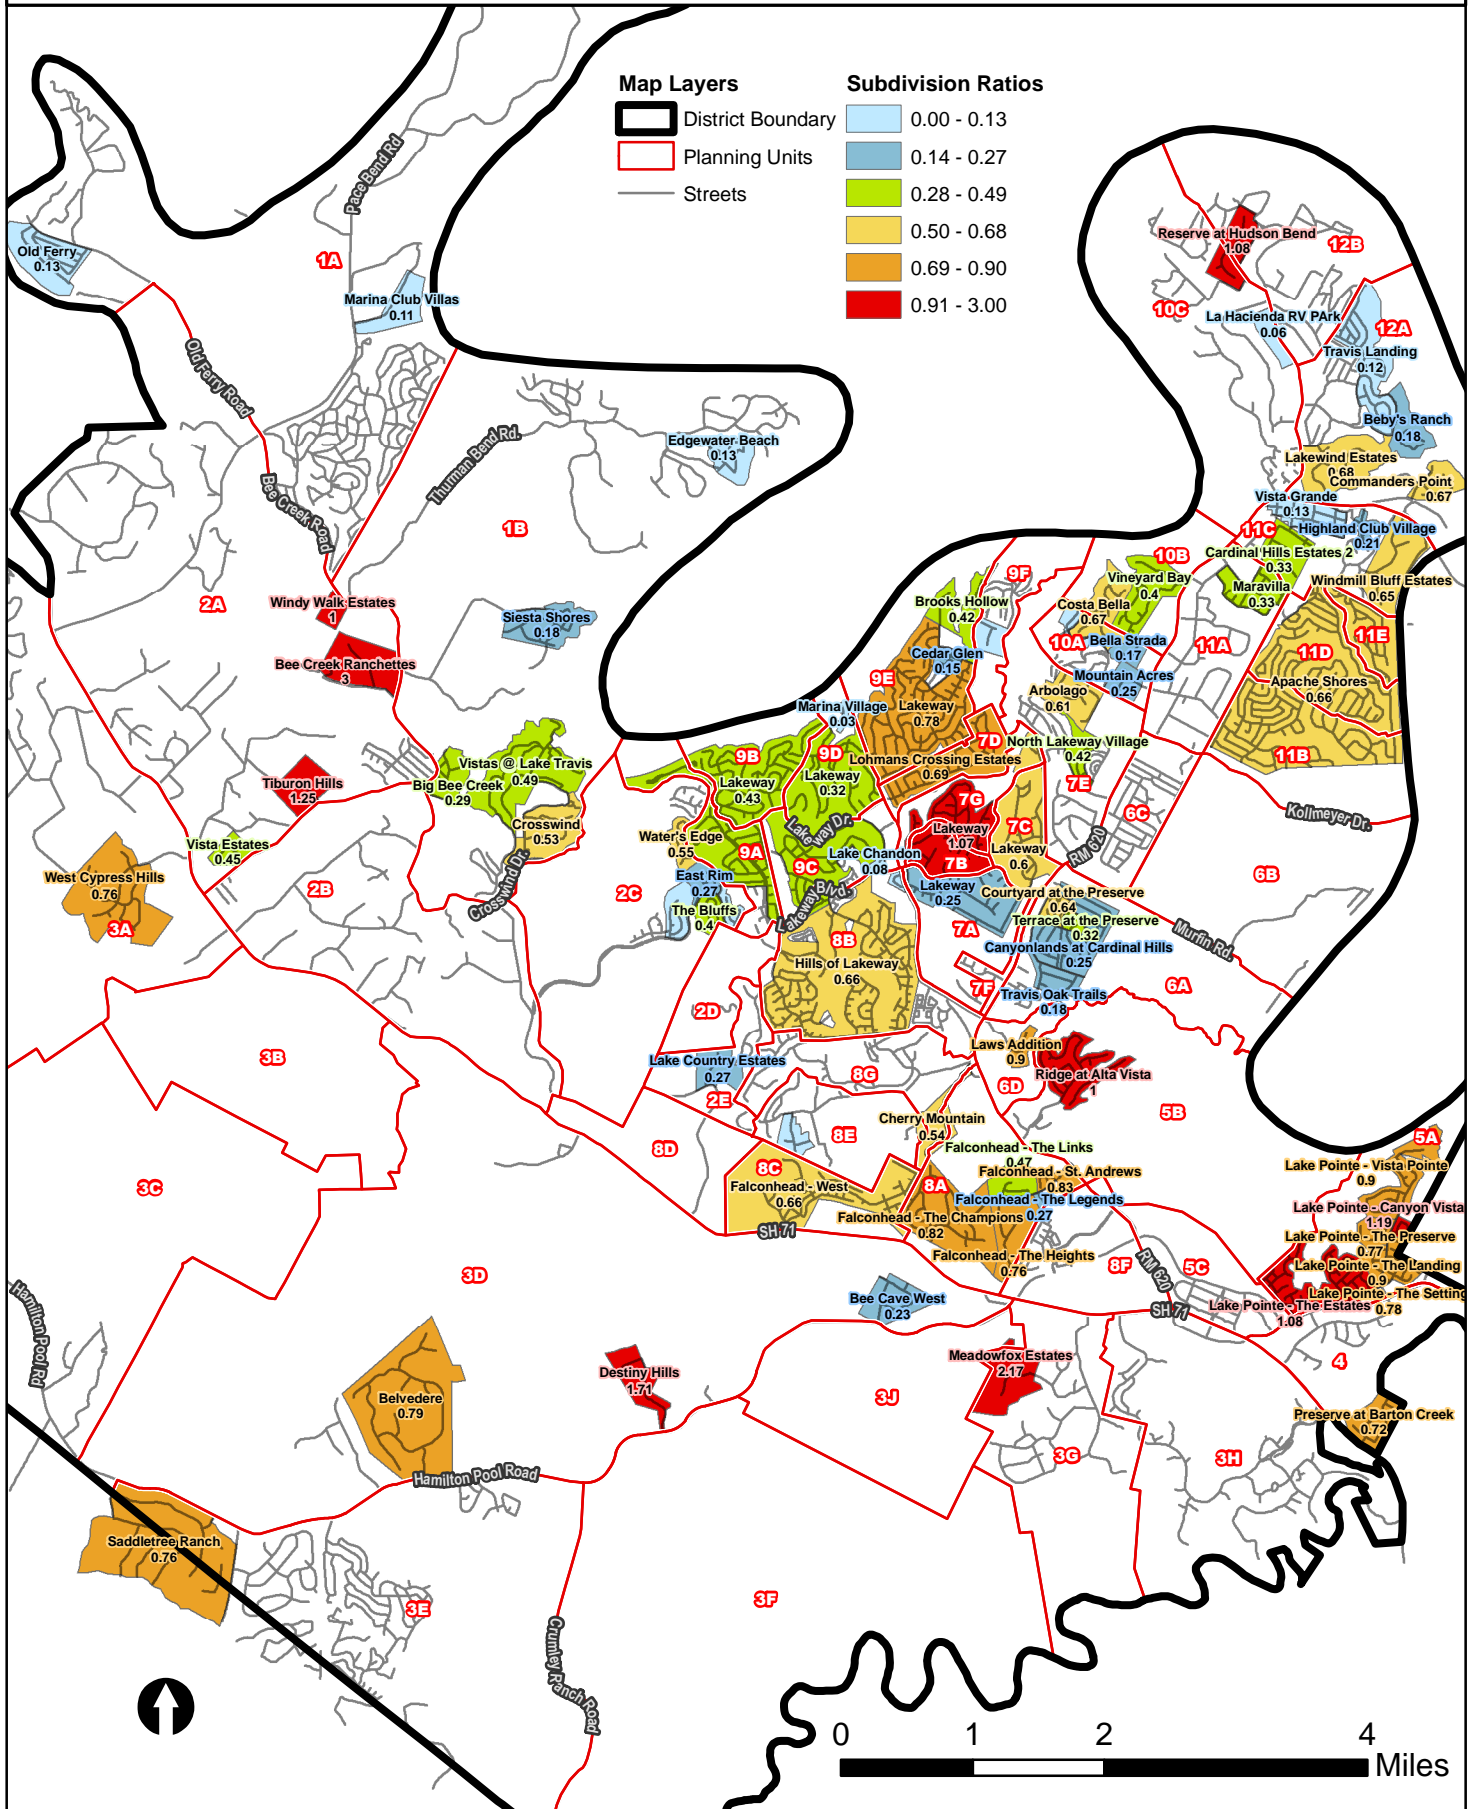 Map Layers
District Boundary
Planning Units
Streets
Subdivision Ratios
0.00 - 0.13
0.14 - 0.27
0.28 - 0.49
0.50 - 0.68
0.69 - 0.90
0.91 - 3.00
Old Ferry
0.13
Pace Bend Rd
1A
Marina Club Villas
0.11
Old Ferry Road
Bee Creek Road
Thurman Bend Rd.
Edgewater Beach
0.13
1B
2A
Windy Walk Estates
1
Bee Creek Ranchettes
3
Siesta Shores
0.18
Tiburon Hills
1.25
Vistas @ Lake Travis
0.49
Big Bee Creek
0.29
Crosswind
0.53
Vista Estates
0.45
West Cypress Hills
0.76
3A
2B
Crosswind Dr.
2C
Reserve at Hudson Bend
1.08
12B
10C
La Hacienda RV PArk
0.06
12A
Travis Landing
0.12
Beby's Ranch
0.18
Lakewind Estates
0.68
Commanders Point
0.67
Vista Grande
0.13
11C
Highland Club Village
0.21
Cardinal Hills Estates 2
0.33
Maravilla
0.33
Windmill Bluff Estates
0.65
10B
Vineyard Bay
0.4
9F
Brooks Hollow
0.42
Costa Bella
0.67
10A
Bella Strada
0.17
Mountain Acres
0.25
11A
11D
11E
Apache Shores
0.66
11B
Cedar Glen
0.15
9E
Lakeway
0.78
Arbolago
0.61
Marina Village
0.03
7D
North Lakeway Village
0.42
7E
Lohmans Crossing Estates
0.69
9B
Lakeway
0.43
9D
Lakeway
0.32
7G
Lakeway
1.07
7B
7C
Lakeway
0.6
RM 620
6C
Kollmeyer Dr.
6B
Water's Edge
0.55
9A
9C
Lakeway Dr.
Lake Chandon
0.08
Lakeway
0.25
Lakeway Blvd.
East Rim
0.27
The Bluffs
0.4
Courtyard at the Preserve
0.64
Terrace at the Preserve
0.32
Canyonlands at Cardinal Hills
0.25
7A
7F
Murfin Rd.
6A
Travis Oak Trails
0.18
8B
Hills of Lakeway
0.66
2D
Lake Country Estates
0.27
2E
8G
Laws Addition
0.9
6D
Ridge at Alta Vista
1
5B
3B
3C
8D
8E
Cherry Mountain
0.54
8C
Falconhead - West
0.66
SH 71
8A
Falconhead - The Links
0.47
Falconhead - St. Andrews
0.83
Falconhead - The Legends
0.27
Falconhead - The Champions
0.82
Falconhead - The Heights
0.76
8F
RM 620
5C
SH 71
5A
Lake Pointe - Vista Pointe
0.9
Lake Pointe - Canyon Vista
1.19
Lake Pointe - The Preserve
0.77
Lake Pointe - The Landing
0.9
Lake Pointe - The Setting
0.78
Lake Pointe - The Estates
1.08
4
Preserve at Barton Creek
0.72
3D
Bee Cave West
0.23
Hamilton Pool Rd
Belvedere
0.79
Destiny Hills
1.71
Meadowfox Estates
2.17
3J
3G
3H
Hamilton Pool Road
Saddletree Ranch
0.76
3E
3F
Crumley Ranch Road
0 1 2 4
Miles